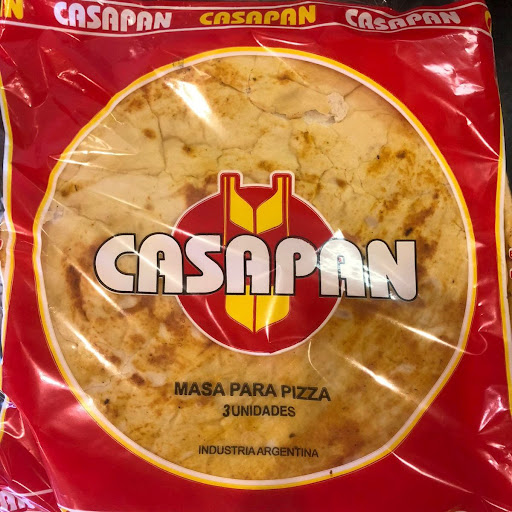 CASAPAN CASAPAN CASAPAN
CASAPAN
MASA PARA PIZZA
3UNIDADES
INDUSTRIA ARGENTINA